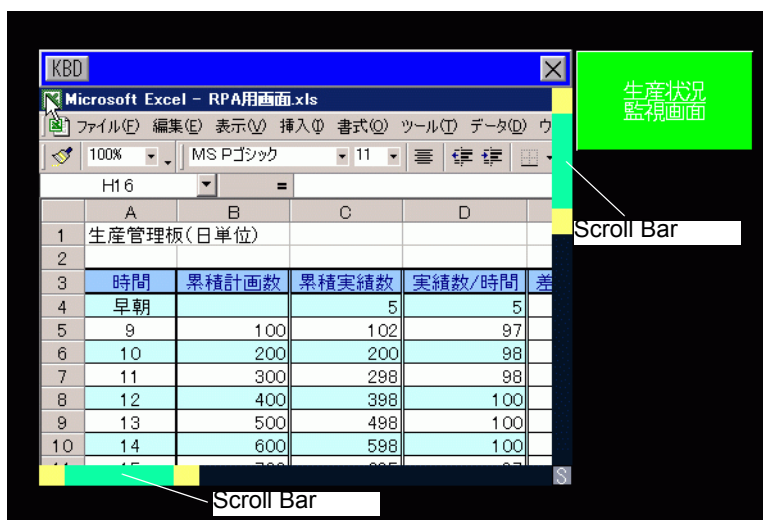 KBD
Microsoft Excel - RPA用画面.xls
ファイル(F) 編集(E) 表示(V) 挿入(I) 書式(O) ツール(T) データ(D) ウ
100% MS Pゴシック 11
H16 =
A B C D
1 生産管理板(日単位)
2
3 時間 累積計画数 累積実績数 実績数/時間 差
4 早朝 5 5
5 9 100 102 97
6 10 200 200 98
7 11 300 298 98
8 12 400 398 100
9 13 500 498 100
10 14 600 598 100
S
生産状況
監視画面
Scroll Bar
Scroll Bar